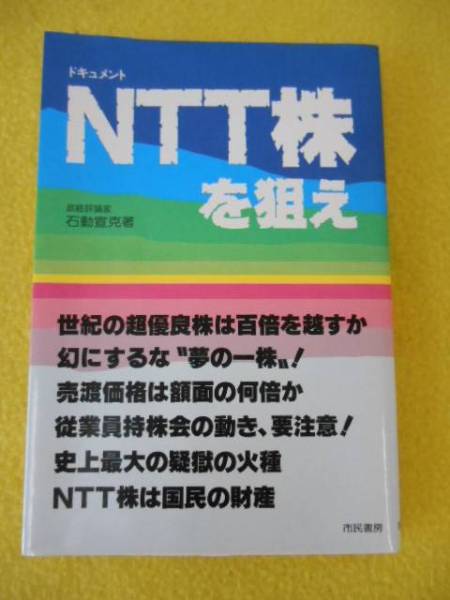 ドキュメント
NTT株
を狙え
政経評論家
石動宣克著
世紀の超優良株は百倍を越すか
幻にするな〝夢の一株〟!
売渡価格は額面の何倍か
従業員持株会の動き、要注意!
史上最大の疑獄の火種
NTT株は国民の財産
市民書房